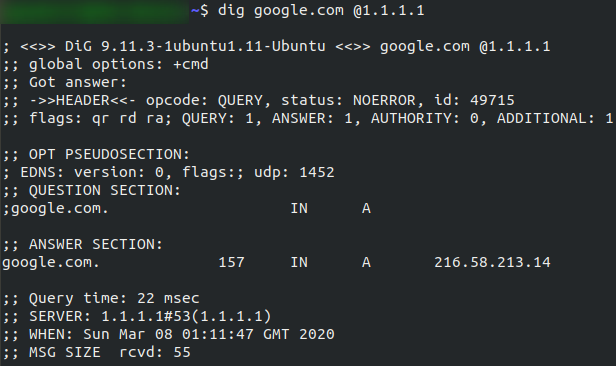 ~$ dig google.com @1.1.1.1
; <<>> DiG 9.11.3-1ubuntu1.11-Ubuntu <<>> google.com @1.1.1.1
;; global options: +cmd
;; Got answer:
;; ->>HEADER<<- opcode: QUERY, status: NOERROR, id: 49715
;; flags: qr rd ra; QUERY: 1, ANSWER: 1, AUTHORITY: 0, ADDITIONAL: 1
;; OPT PSEUDOSECTION:
; EDNS: version: 0, flags:; udp: 1452
;; QUESTION SECTION:
;google.com. IN A
;; ANSWER SECTION:
google.com. 157 IN A 216.58.213.14
;; Query time: 22 msec
;; SERVER: 1.1.1.1#53(1.1.1.1)
;; WHEN: Sun Mar 08 01:11:47 GMT 2020
;; MSG SIZE rcvd: 55